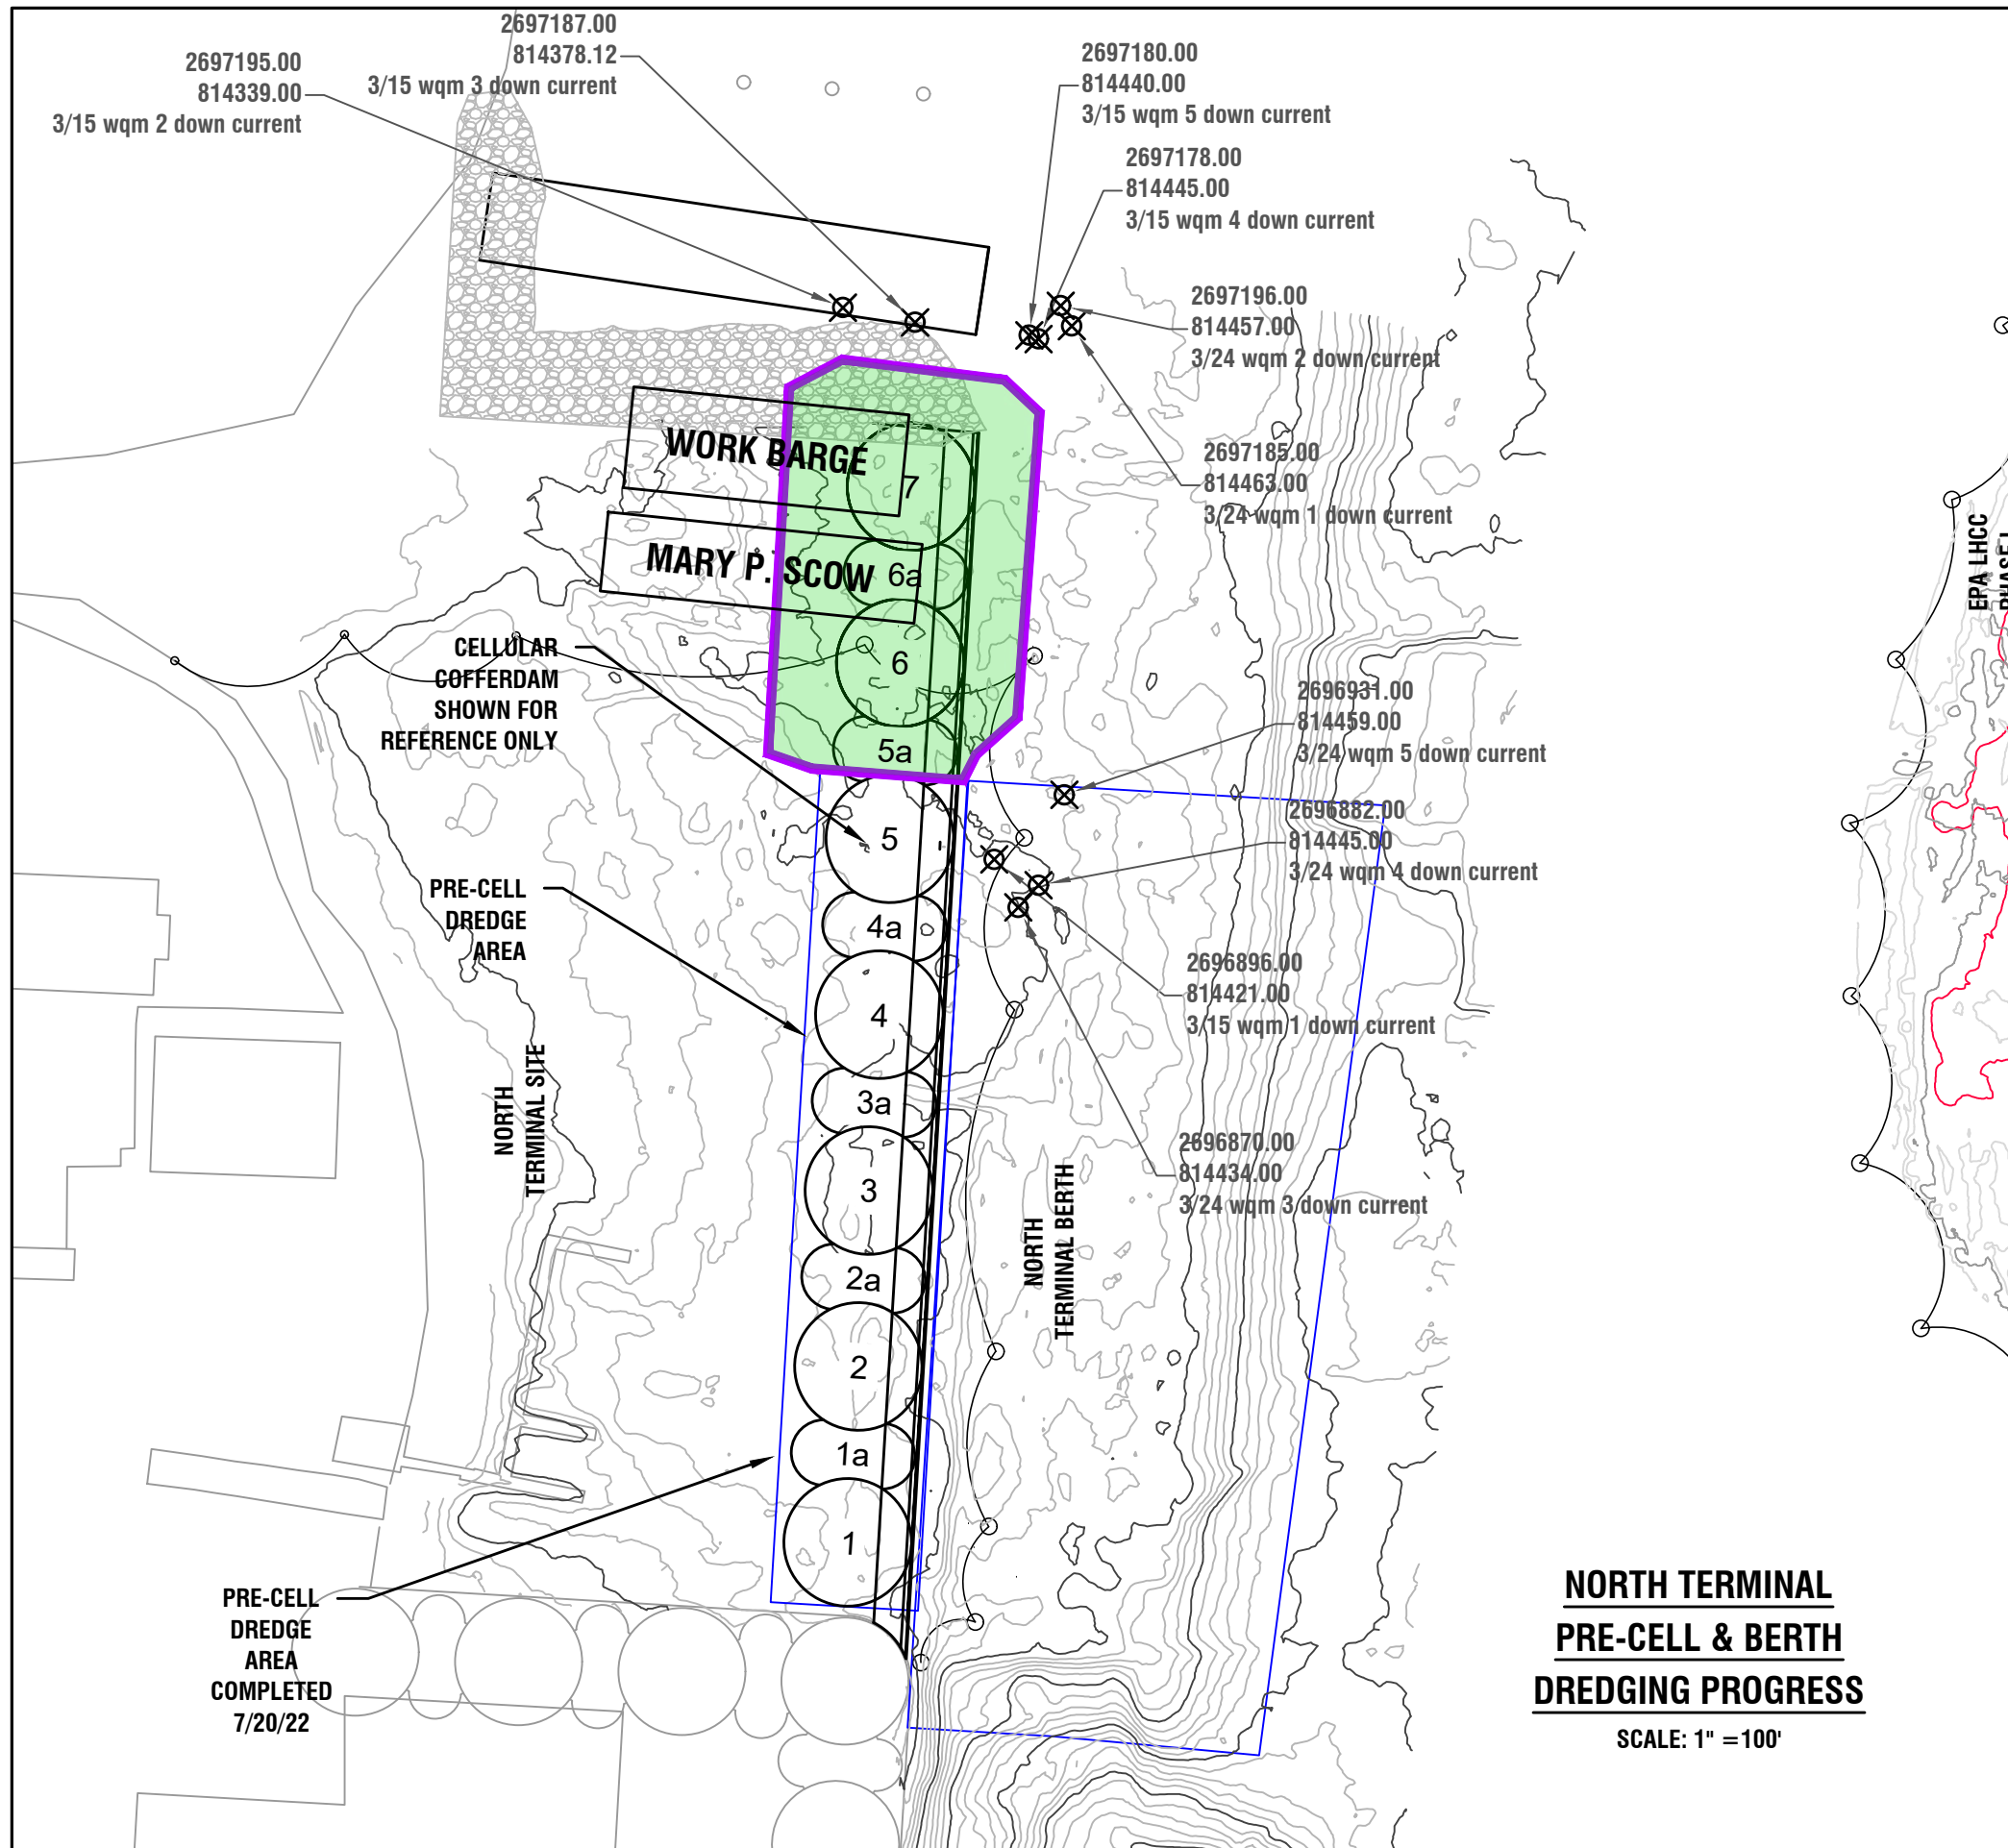 2697187.00
814378.12
3/15 wqm 3 down current
2697195.00
814339.00
3/15 wqm 2 down current
2697180.00
814440.00
3/15 wqm 5 down current
2697178.00
814445.00
3/15 wqm 4 down current
2697196.00
814457.00
3/24 wqm 2 down current
2697185.00
814463.00
3/24 wqm 1 down current
WORK BARGE
7
MARY P. SCOW
6a
6
5a
CELLULAR
COFFERDAM
SHOWN FOR
REFERENCE ONLY
2696931.00
814459.00
3/24 wqm 5 down current
2696882.00
814445.00
3/24 wqm 4 down current
5
PRE-CELL
DREDGE
AREA
4a
2696896.00
814421.00
3/15 wqm 1 down current
4
NORTH
TERMINAL SITE
3a
2696870.00
814434.00
3/24 wqm 3 down current
3
NORTH
TERMINAL BERTH
2a
2
1a
1
PRE-CELL
DREDGE
AREA
COMPLETED
7/20/22
EPA LHCC
PHASE I
NORTH TERMINAL
PRE-CELL & BERTH
DREDGING PROGRESS
SCALE: 1" =100'